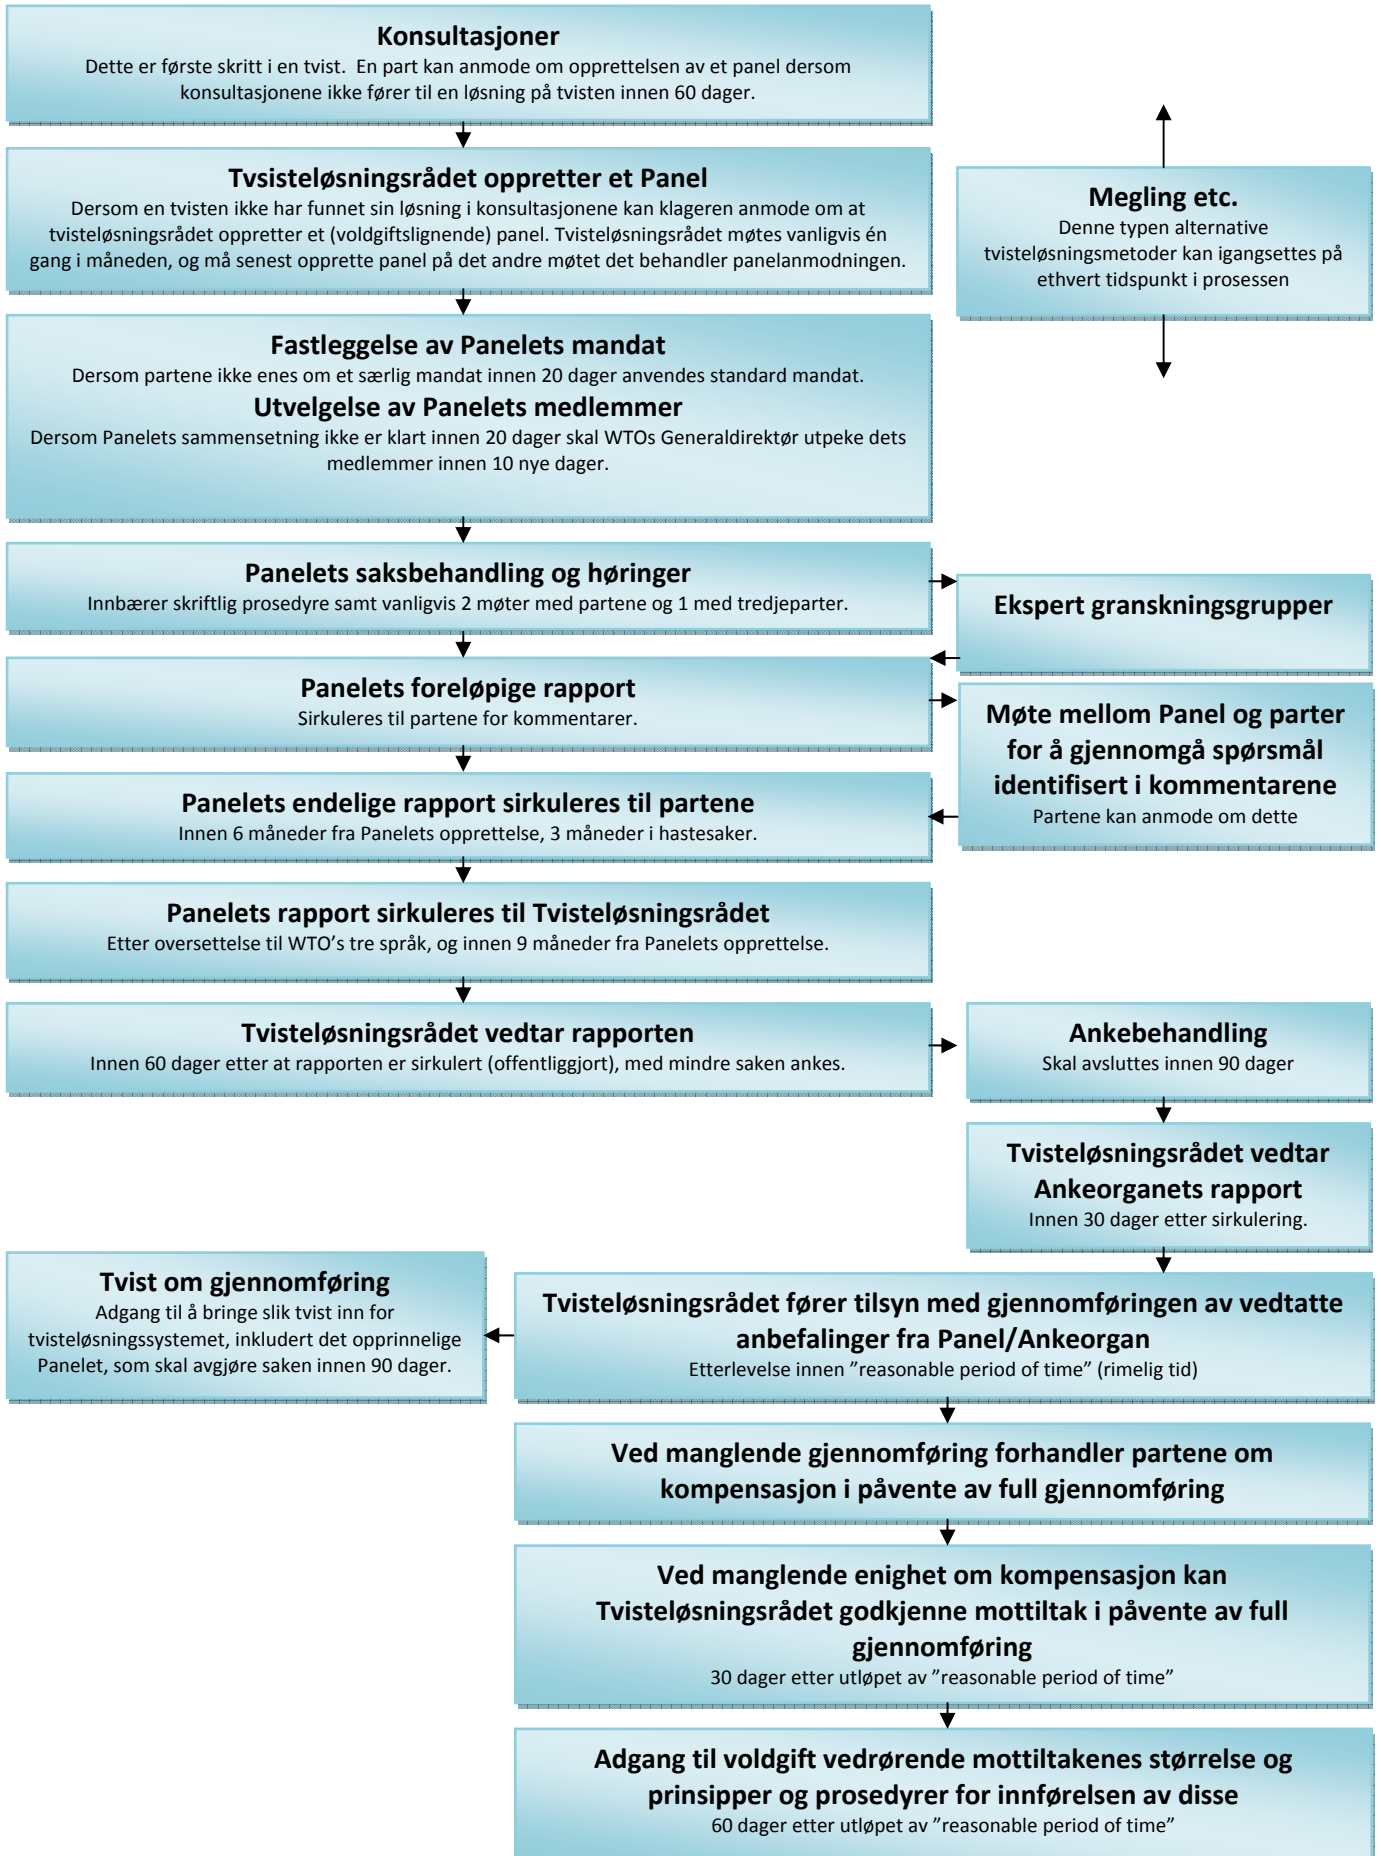 Konsultasjoner
Dette er første skritt i en tvist.  En part kan anmode om opprettelsen av et panel dersom
konsultasjonene ikke fører til en løsning på tvisten innen 60 dager.
Tvsisteløsningsrådet oppretter et Panel
Dersom en tvisten ikke har funnet sin løsning i konsultasjonene kan klageren anmode om at
tvisteløsningsrådet oppretter et (voldgiftslignende) panel. Tvisteløsningsrådet møtes vanligvis én
gang i måneden, og må senest opprette panel på det andre møtet det behandler panelanmodningen.
Megling etc.
Denne typen alternative
tvisteløsningsmetoder kan igangsettes på
ethvert tidspunkt i prosessen
Fastleggelse av Panelets mandat
Dersom partene ikke enes om et særlig mandat innen 20 dager anvendes standard mandat.
Utvelgelse av Panelets medlemmer
Dersom Panelets sammensetning ikke er klart innen 20 dager skal WTOs Generaldirektør utpeke dets
medlemmer innen 10 nye dager.
Panelets saksbehandling og høringer
Innbærer skriftlig prosedyre samt vanligvis 2 møter med partene og 1 med tredjeparter.
Ekspert granskningsgrupper
Panelets foreløpige rapport
Sirkuleres til partene for kommentarer.
Møte mellom Panel og parter
for å gjennomgå spørsmål
identifisert i kommentarene
Partene kan anmode om dette
Panelets endelige rapport sirkuleres til partene
Innen 6 måneder fra Panelets opprettelse, 3 måneder i hastesaker.
Panelets rapport sirkuleres til Tvisteløsningsrådet
Etter oversettelse til WTO’s tre språk, og innen 9 måneder fra Panelets opprettelse.
Tvisteløsningsrådet vedtar rapporten
Innen 60 dager etter at rapporten er sirkulert (offentliggjort), med mindre saken ankes.
Ankebehandling
Skal avsluttes innen 90 dager
Tvisteløsningsrådet vedtar
Ankeorganets rapport
Innen 30 dager etter sirkulering.
Tvist om gjennomføring
Adgang til å bringe slik tvist inn for
tvisteløsningssystemet, inkludert det opprinnelige
Panelet, som skal avgjøre saken innen 90 dager.
Tvisteløsningsrådet fører tilsyn med gjennomføringen av vedtatte
anbefalinger fra Panel/Ankeorgan
Etterlevelse innen ”reasonable period of time” (rimelig tid)
Ved manglende gjennomføring forhandler partene om
kompensasjon i påvente av full gjennomføring
Ved manglende enighet om kompensasjon kan
Tvisteløsningsrådet godkjenne mottiltak i påvente av full
gjennomføring
30 dager etter utløpet av ”reasonable period of time”
Adgang til voldgift vedrørende mottiltakenes størrelse og
prinsipper og prosedyrer for innførelsen av disse
60 dager etter utløpet av ”reasonable period of time”